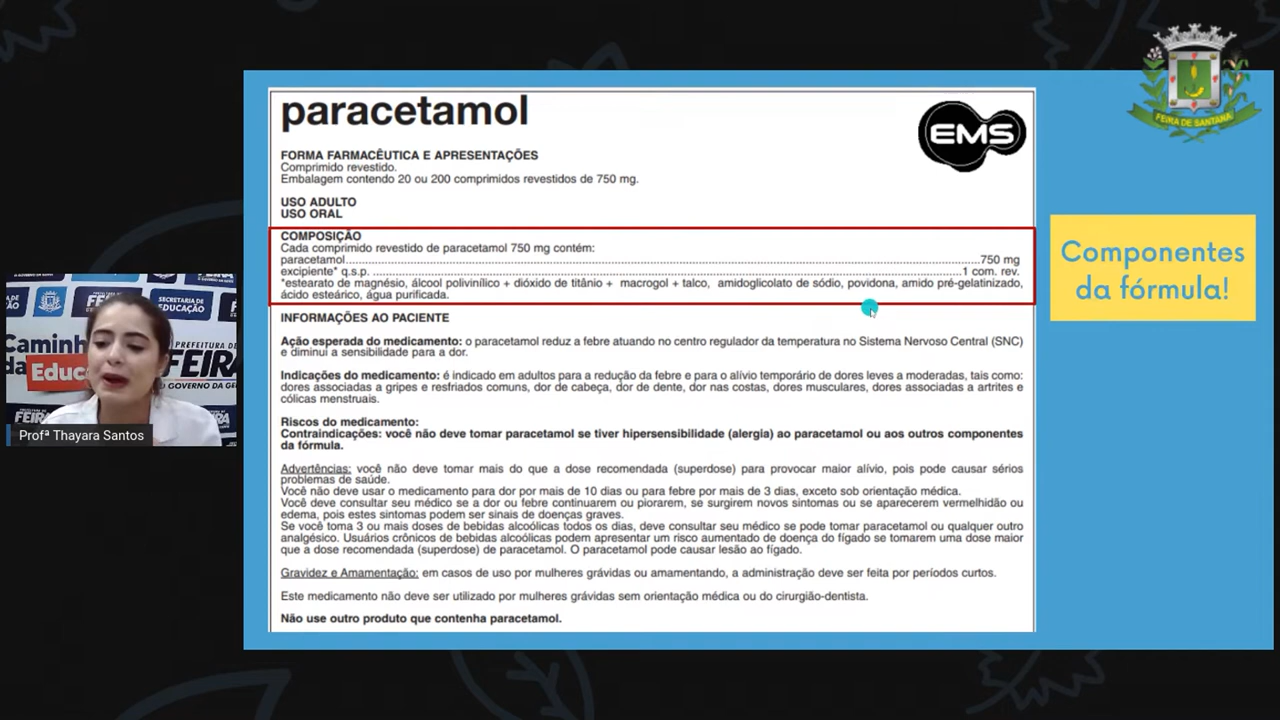 paracetamol
EMS
FORMA FARMACÊUTICA E APRESENTAÇÕES
Comprimido revestido.
Embalagem contendo 20 ou 200 comprimidos revestidos de 750 mg.
USO ADULTO
USO ORAL
COMPOSIÇÃO
Cada comprimido revestido de paracetamol 750 mg contém:
paracetamol...750 mg
excipiente* q.s.p. ...1 com. rev.
*estearato de magnésio, álcool polivinílico + dióxido de titânio + macrogol + talco, amidoglicolato de sódio, povidona, amido pré-gelatinizado,
ácido esteárico, água purificada.
INFORMAÇÕES AO PACIENTE
Ação esperada do medicamento: o paracetamol reduz a febre atuando no centro regulador da temperatura no Sistema Nervoso Central (SNC)
e diminui a sensibilidade para a dor.
Indicações do medicamento: é indicado em adultos para a redução da febre e para o alívio temporário de dores leves a moderadas, tais como:
dores associadas a gripes e resfriados comuns, dor de cabeça, dor de dente, dor nas costas, dores musculares, dores associadas a artrites e
cólicas menstruais.
Riscos do medicamento:
Contraindicações: você não deve tomar paracetamol se tiver hipersensibilidade (alergia) ao paracetamol ou aos outros componentes
da fórmula.
Advertências: você não deve tomar mais do que a dose recomendada (superdose) para provocar maior alívio, pois pode causar sérios
problemas de saúde.
Você não deve usar o medicamento para dor por mais de 10 dias ou para febre por mais de 3 dias, exceto sob orientação médica.
Você deve consultar seu médico se a dor ou febre continuarem ou piorarem, se surgirem novos sintomas ou se aparecerem vermelhidão ou
edema, pois estes sintomas podem ser sinais de doenças graves.
Se você toma 3 ou mais doses de bebidas alcoólicas todos os dias, deve consultar seu médico se pode tomar paracetamol ou qualquer outro
analgésico. Usuários crônicos de bebidas alcoólicas podem apresentar um risco aumentado de doença do fígado se tomarem uma dose maior
que a dose recomendada (superdose) de paracetamol. O paracetamol pode causar lesão ao fígado.
Gravidez e Amamentação: em casos de uso por mulheres grávidas ou amamentando, a administração deve ser feita por períodos curtos.
Este medicamento não deve ser utilizado por mulheres grávidas sem orientação médica ou do cirurgião-dentista.
Não use outro produto que contenha paracetamol.
FEIRA DE SANTANA
Componentes
da fórmula!
SECRETARIA DE
EDUCAÇÃO
Caminh
da
Educ
PREFEITURA DE
FEIRA
GOVERNO DA
Profª Thayara Santos